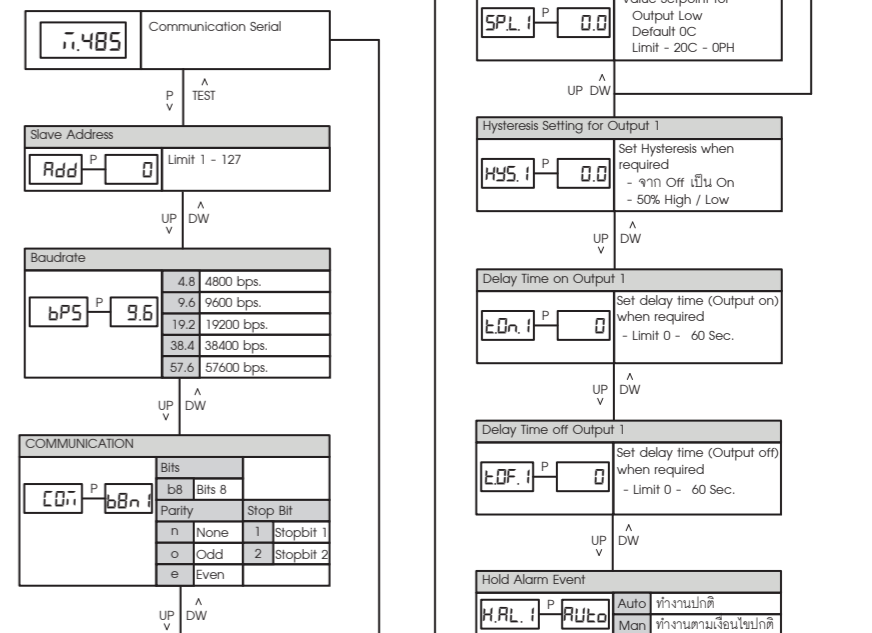 m.485
Communication Serial
P TEST
Slave Address
Add P 0 Limit 1 - 127
UP DW
Baudrate
bPS P 9.6
4.8 4800 bps.
9.6 9600 bps.
19.2 19200 bps.
38.4 38400 bps.
57.6 57600 bps.
UP DW
COMMUNICATION
COM P b8n1
Bits
b8 Bits 8
Parity Stop Bit
n None 1 Stopbit 1
o Odd 2 Stopbit 2
e Even
UP DW
SP.L.1 P 0.0
Output Low
Default 0C
Limit - 20C - 0PH
UP DW
Hysteresis Setting for Output 1
HYS.1 P 0.0
Set Hysteresis when
required
- จาก Off เป็น On
- 50% High / Low
UP DW
Delay Time on Output 1
t.On.1 P 0
Set delay time (Output on)
when required
- Limit 0 - 60 Sec.
UP DW
Delay Time off Output 1
t.OF.1 P 0
Set delay time (Output off)
when required
- Limit 0 - 60 Sec.
UP DW
Hold Alarm Event
H.AL.1 P AUto
Auto ทำงานปกติ
Man ทำงานตามเงื่อนไขปกติ